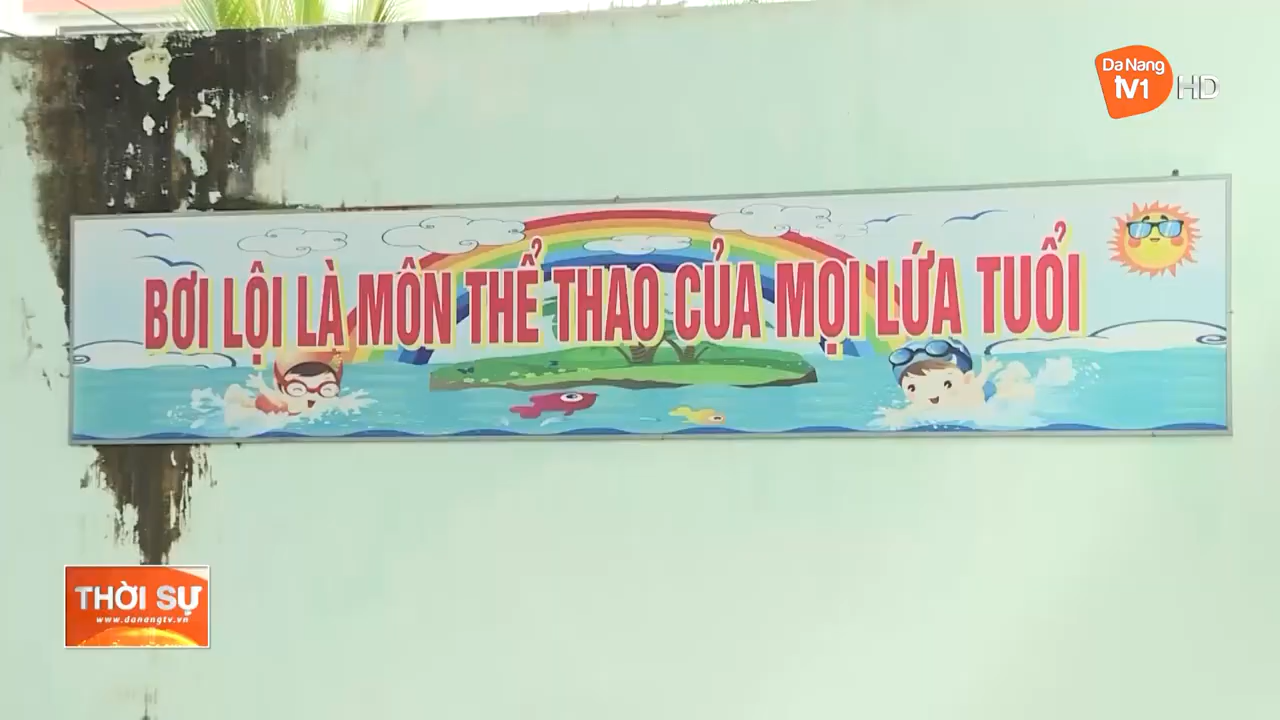 Da Nang
TV1 HD
BƠI LỘI LÀ MÔN THỂ THAO CỦA MỌI LỨA TUỔI
THỜI SỰ
www.danangtv.vn